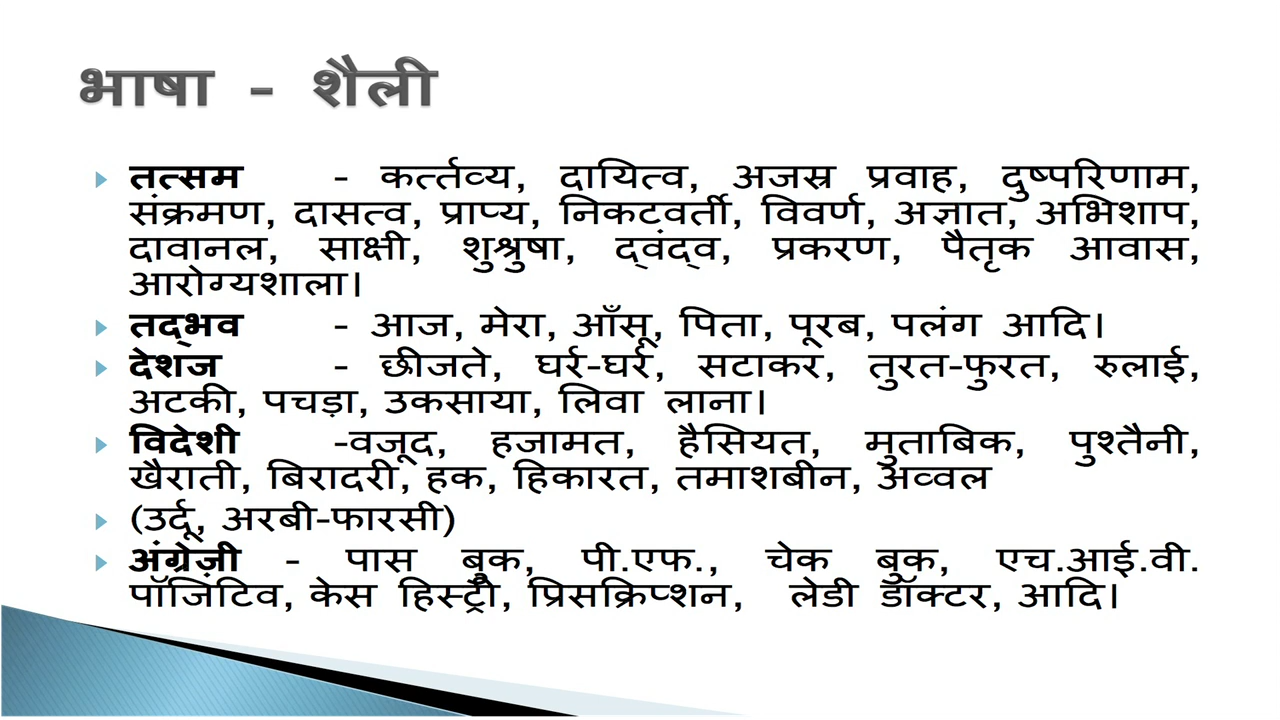 भाषा - शैली
तत्सम - कर्त्तव्य, दायित्व, अजस्र प्रवाह, दुष्परिणाम,
संक्रमण, दासत्व, प्राप्य, निकटवर्ती, विवर्ण, अज्ञात, अभिशाप,
दावानल, साक्षी, शुश्रुषा, द्वंद्व, प्रकरण, पैतृक आवास,
आरोग्यशाला।
तद्भव - आज, मेरा, आँसू, पिता, पूरब, पलंग आदि।
देशज - छीजते, घर्र-घर्र, सटाकर, तुरत-फुरत, रुलाई,
अटकी, पचड़ा, उकसाया, लिवा लाना।
विदेशी -वजूद, हजामत, हैसियत, मुताबिक, पुश्तैनी,
खैराती, बिरादरी, हक, हिकारत, तमाशबीन, अव्वल
(उर्दू, अरबी-फारसी)
अंग्रेज़ी - पास बुक, पी.एफ., चेक बुक, एच.आई.वी.
पॉजिटिव, केस हिस्ट्री, प्रिसक्रिप्शन, लेडी डॉक्टर, आदि।